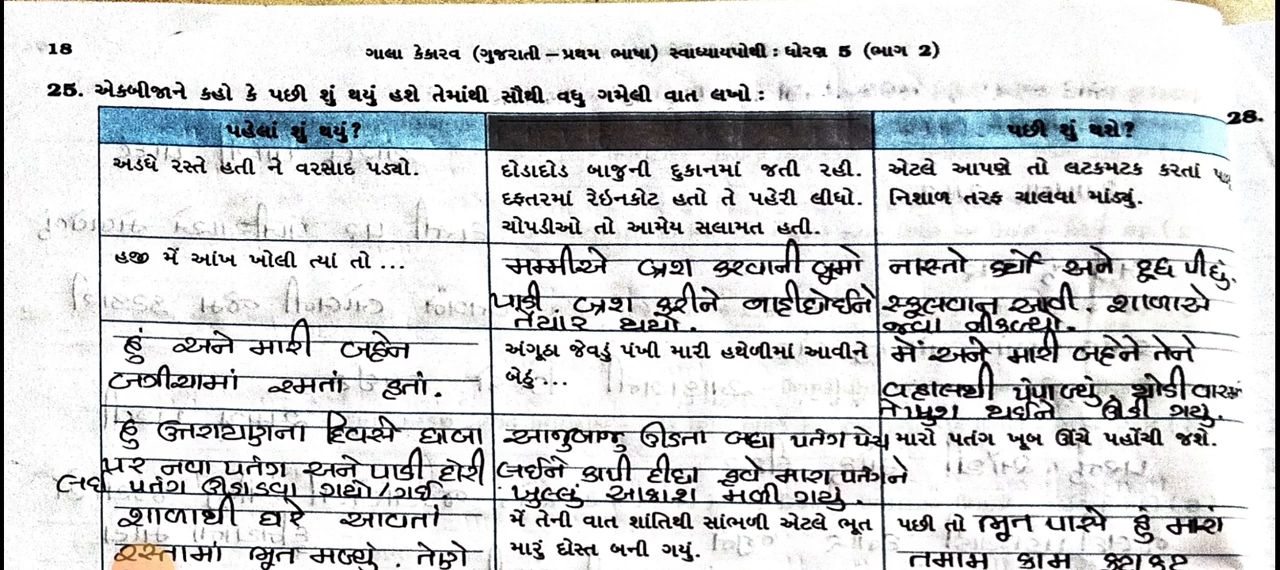 18
ગાલા કેકારવ (ગુજરાતી – પ્રથમ ભાષા) સ્વાધ્યાયપોથી : ધોરણ 5 (ભાગ 2)
25. એકબીજાને કહો કે પછી શું થયું હશે તેમાંથી સૌથી વધુ ગમેલી વાત લખો :
28.
પહેલાં શું થયું?
પછી શું થશે?
અડધે રસ્તે હતી ને વરસાદ પડ્યો.
દોડાદોડ બાજુની દુકાનમાં જતી રહી.
દફતરમાં રેઇનકોટ હતો તે પહેરી લીધો.
ચોપડીઓ તો આમેય સલામત હતી.
એટલે આપણે તો લટકમટક કરતાં
નિશાળ તરફ ચાલવા માંડ્યું.
હજી મેં આંખ ખોલી ત્યાં તો ...
મમ્મીએ બ્રશ કરવાની બૂમો
પાડી બ્રશ કરીને નાહીધોઈને
તૈયાર થયો.
નાસ્તો કર્યો અને દૂધ પીધું.
સ્કૂલવાન આવી. શાળાએ
જવા નીકળ્યો.
હું અને મારી બહેન
બગીચામાં રમતાં હતાં.
અંગૂઠા જેવડું પંખી મારી હથેળીમાં આવીને
બેઠું...
મેં અને મારી બહેને તેને
વહાલથી પંપાળ્યું થોડીવારમાં
તે ખુશ થઈને ઊડી ગયું.
હું ઉત્તરાયણના દિવસે ધાબા
પર નવા પતંગ અને પાકી દોરી
લઈ પતંગ ઊડાડવા ગયો/ગઈ.
આજુબાજુ ઊડતા બધા પતંગ પેચ
લઈને કાપી દીધા હવે મારા પતંગને
ખુલ્લું આકાશ મળી ગયું.
મારો પતંગ ખૂબ ઊંચે પહોંચી જશે.
શાળાથી ઘરે આવતાં
રસ્તામાં ભૂત મળ્યું. તેણે
મેં તેની વાત શાંતિથી સાંભળી એટલે ભૂત
મારું દોસ્ત બની ગયું.
પછી તો ભૂત પાસે હું મારાં
તમામ કામ ફટાફટ